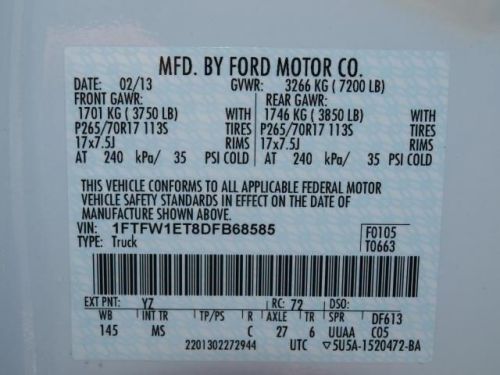 MFD. BY FORD MOTOR CO.
DATE: 02/13 GVWR: 3266 KG ( 7200 LB)
FRONT GAWR: REAR GAWR:
1701 KG ( 3750 LB) WITH 1746 KG ( 3850 LB) WITH
P265/70R17 113S TIRES P265/70R17 113S TIRES
17x7.5J RIMS 17x7.5J RIMS
AT 240 kPa/ 35 PSI COLD AT 240 kPa/ 35 PSI COLD
THIS VEHICLE CONFORMS TO ALL APPLICABLE FEDERAL MOTOR
VEHICLE SAFETY STANDARDS IN EFFECT ON THE DATE OF
MANUFACTURE SHOWN ABOVE.
VIN: 1FTFW1ET8DFB68585 F0105
TYPE: Truck T0663
EXT PNT: YZ RC: 72 DSO:
WB INT TR TP/PS R AXLE TR SPR DF613
145 MS C 27 6 UUAA C05
2201302272944 UTC ▽5U5A-1520472-BA